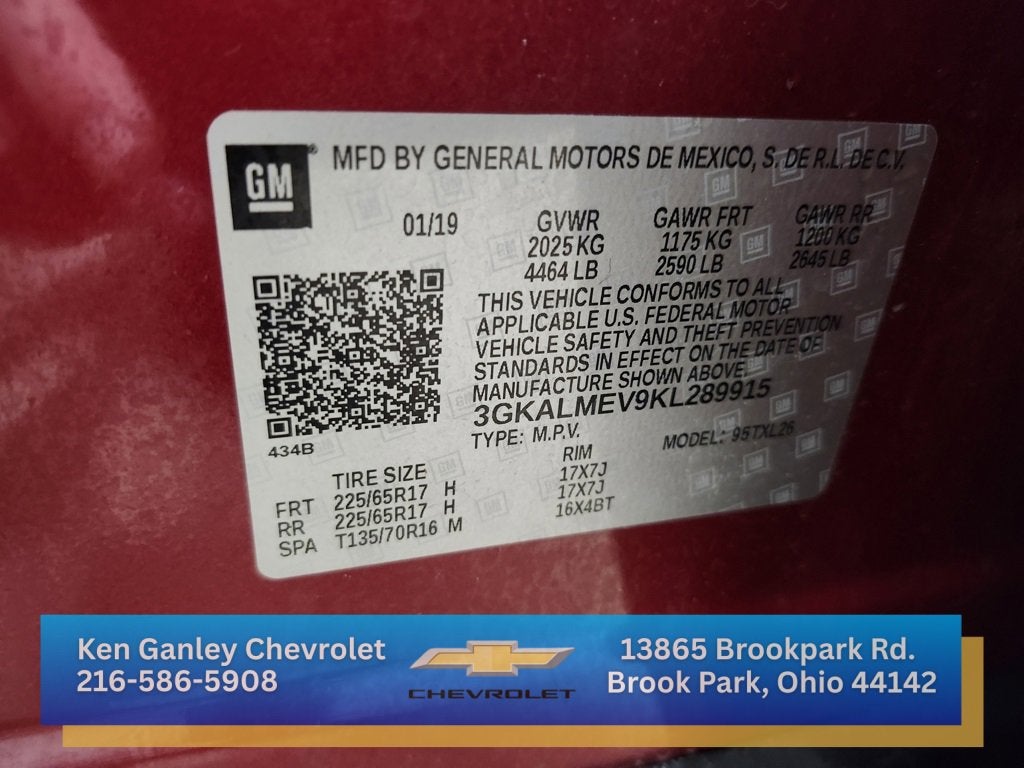 GM
MFD BY GENERAL MOTORS DE MEXICO, S. DE R.L. DE C.V.
01/19
GVWR GAWR FRT GAWR RR
2025 KG 1175 KG 1200 KG
4464 LB 2590 LB 2645 LB
THIS VEHICLE CONFORMS TO ALL
APPLICABLE U.S. FEDERAL MOTOR
VEHICLE SAFETY AND THEFT PREVENTION
STANDARDS IN EFFECT ON THE DATE OF
MANUFACTURE SHOWN ABOVE.
3GKALMEV9KL289915
TYPE: M.P.V. MODEL: 95TXL26
434B
TIRE SIZE RIM
FRT 225/65R17 H 17X7J
RR 225/65R17 H 17X7J
SPA T135/70R16 M 16X4BT
Ken Ganley Chevrolet
216-586-5908
CHEVROLET
13865 Brookpark Rd.
Brook Park, Ohio 44142